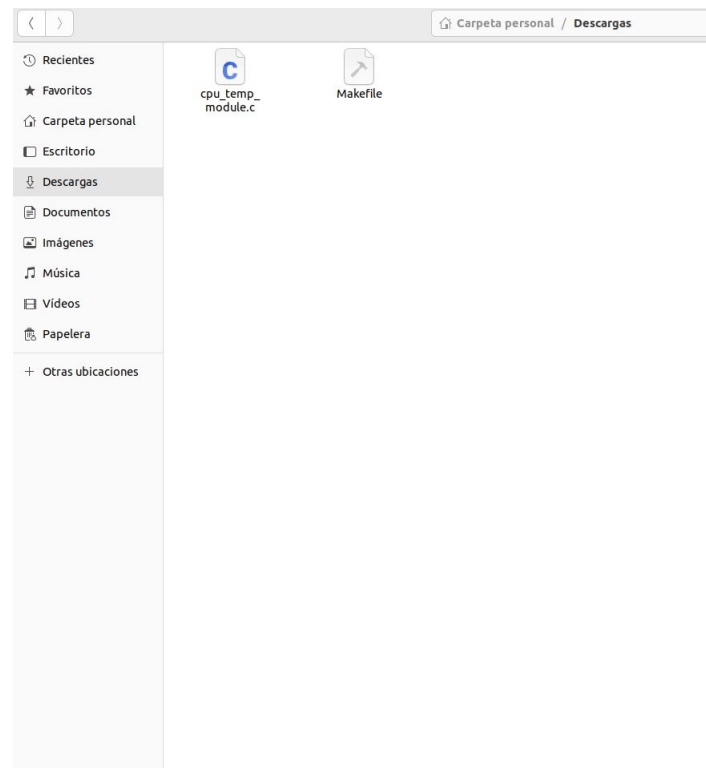 Carpeta personal / Descargas
Recientes
Favoritos
Carpeta personal
Escritorio
Descargas
Documentos
Imágenes
Música
Vídeos
Papelera
+ Otras ubicaciones
C
cpu_temp_
module.c
Makefile